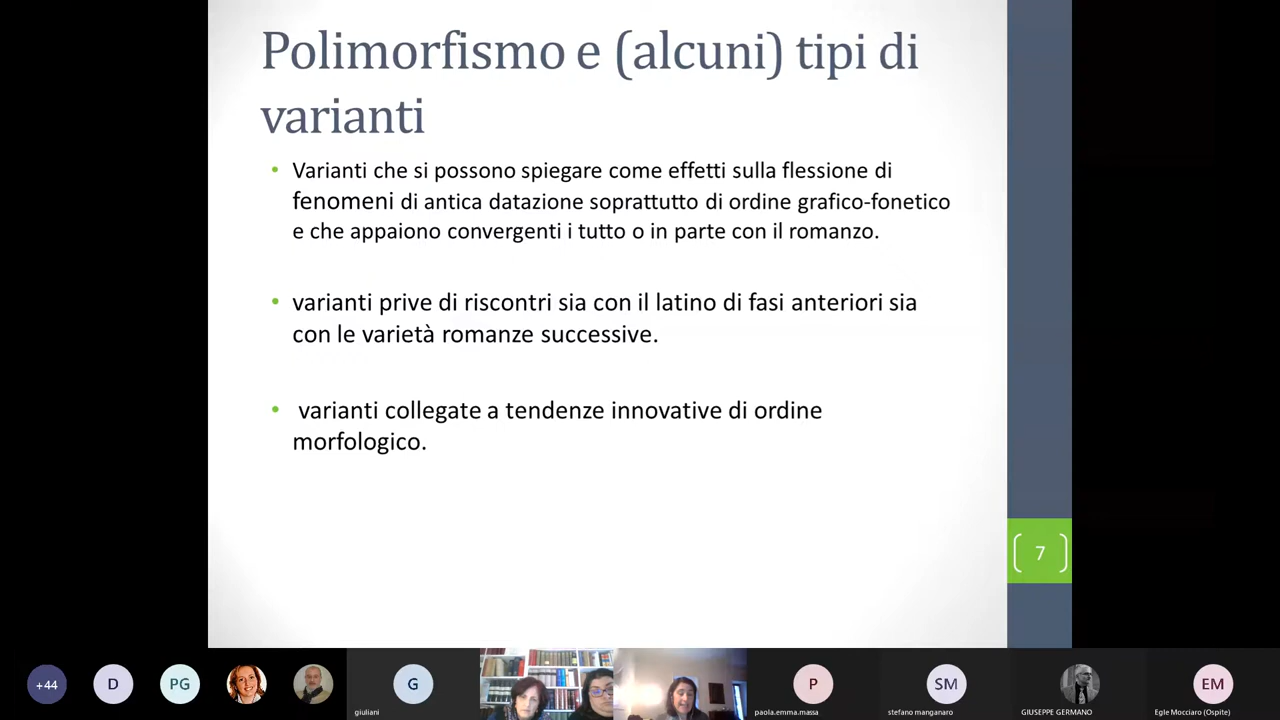 Polimorfismo e (alcuni) tipi di
varianti
• Varianti che si possono spiegare come effetti sulla flessione di
fenomeni di antica datazione soprattutto di ordine grafico-fonetico
e che appaiono convergenti i tutto o in parte con il romanzo.
• varianti prive di riscontri sia con il latino di fasi anteriori sia
con le varietà romanze successive.
• varianti collegate a tendenze innovative di ordine
morfologico.
7
+44
D
PG
G
giuliani
P
paola.emma.massa
SM
stefano manganaro
GIUSEPPE GERMANO
EM
Egle Mocciaro (Ospite)